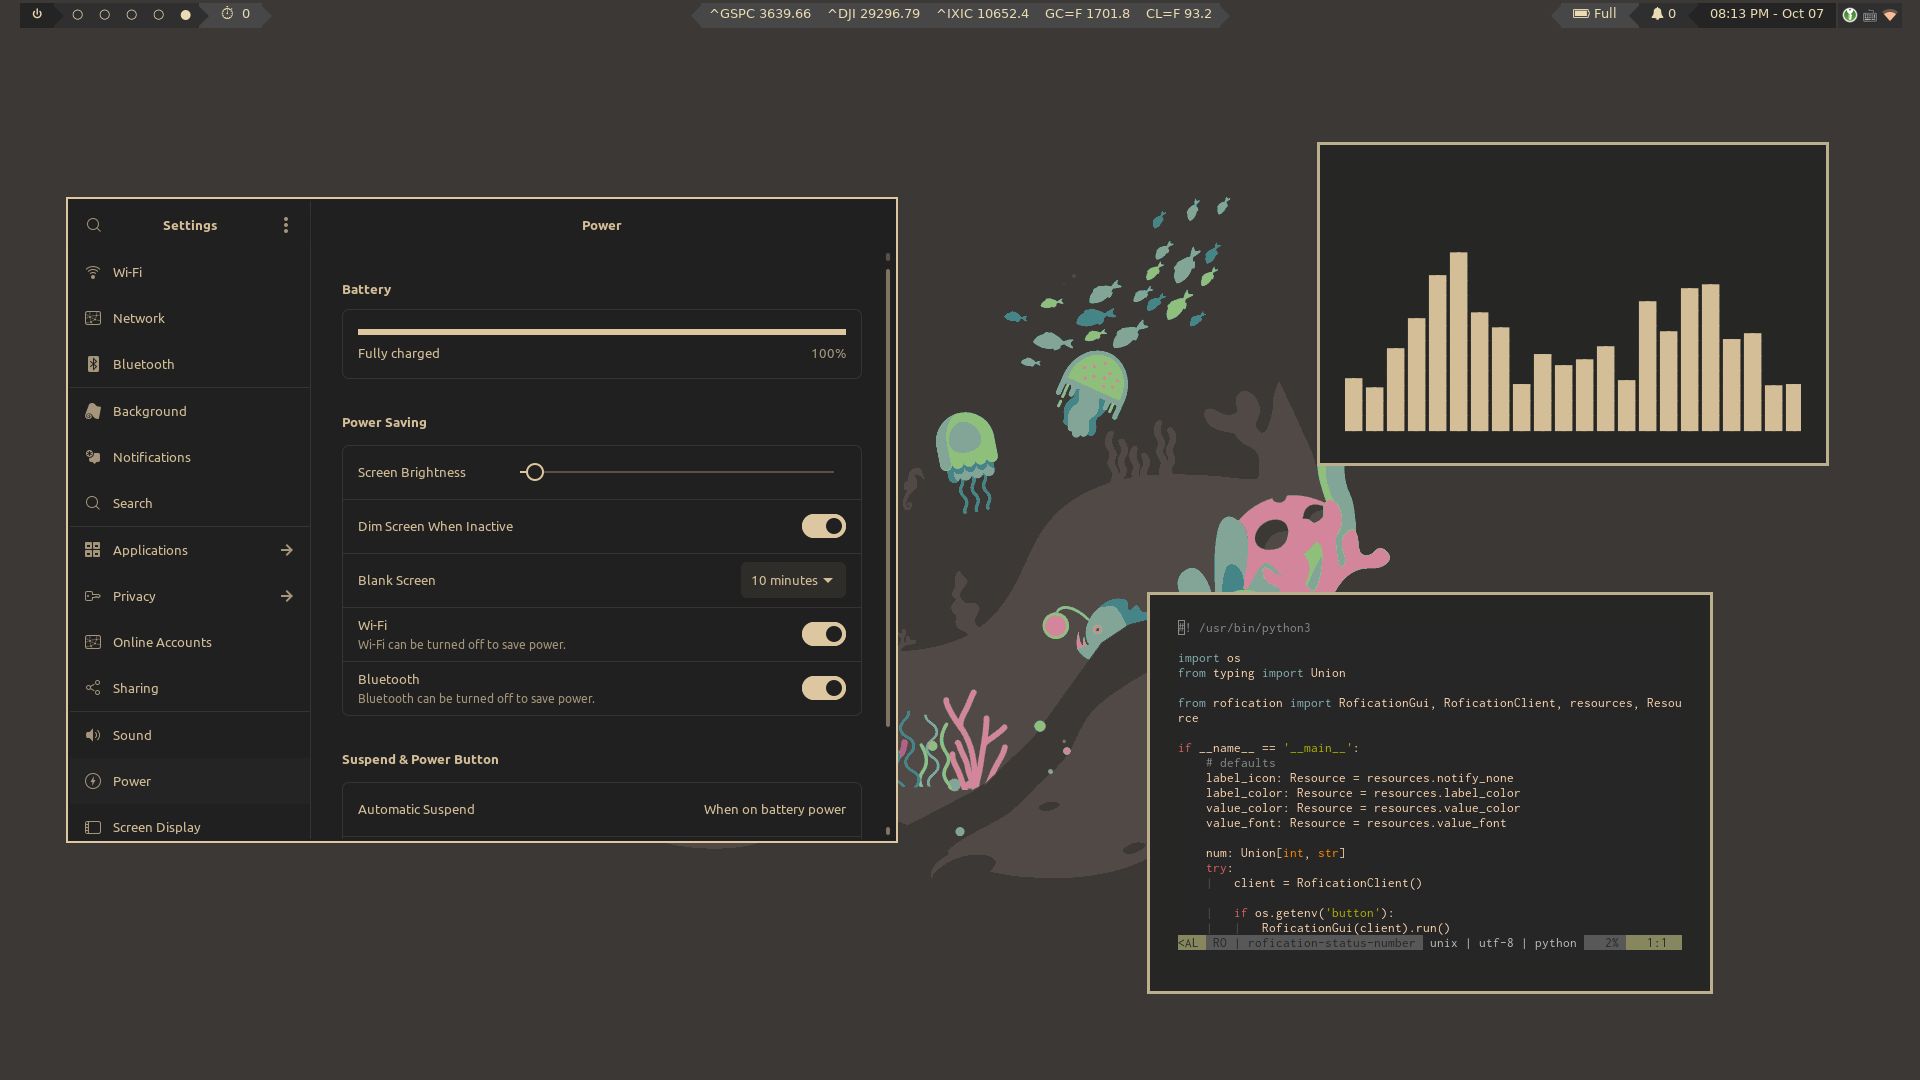 0
^GSPC 3639.66 ^DJI 29296.79 ^IXIC 10652.4 GC=F 1701.8 CL=F 93.2
Full
0
08:13 PM - Oct 07
Settings
Wi-Fi
Network
Bluetooth
Background
Notifications
Search
Applications
Privacy
Online Accounts
Sharing
Sound
Power
Screen Display
Power
Battery
Fully charged 100%
Power Saving
Screen Brightness
Dim Screen When Inactive
Blank Screen 10 minutes
Wi-Fi
Wi-Fi can be turned off to save power.
Bluetooth
Bluetooth can be turned off to save power.
Suspend & Power Button
Automatic Suspend When on battery power
#! /usr/bin/python3
import os
from typing import Union
from rofication import RoficationGui, RoficationClient, resources, Resou
rce
if __name__ == '__main__':
# defaults
label_icon: Resource = resources.notify_none
label_color: Resource = resources.label_color
value_color: Resource = resources.value_color
value_font: Resource = resources.value_font
num: Union[int, str]
try:
client = RoficationClient()
if os.getenv('button'):
RoficationGui(client).run()
<AL RO | rofication-status-number unix | utf-8 | python 2% 1:1